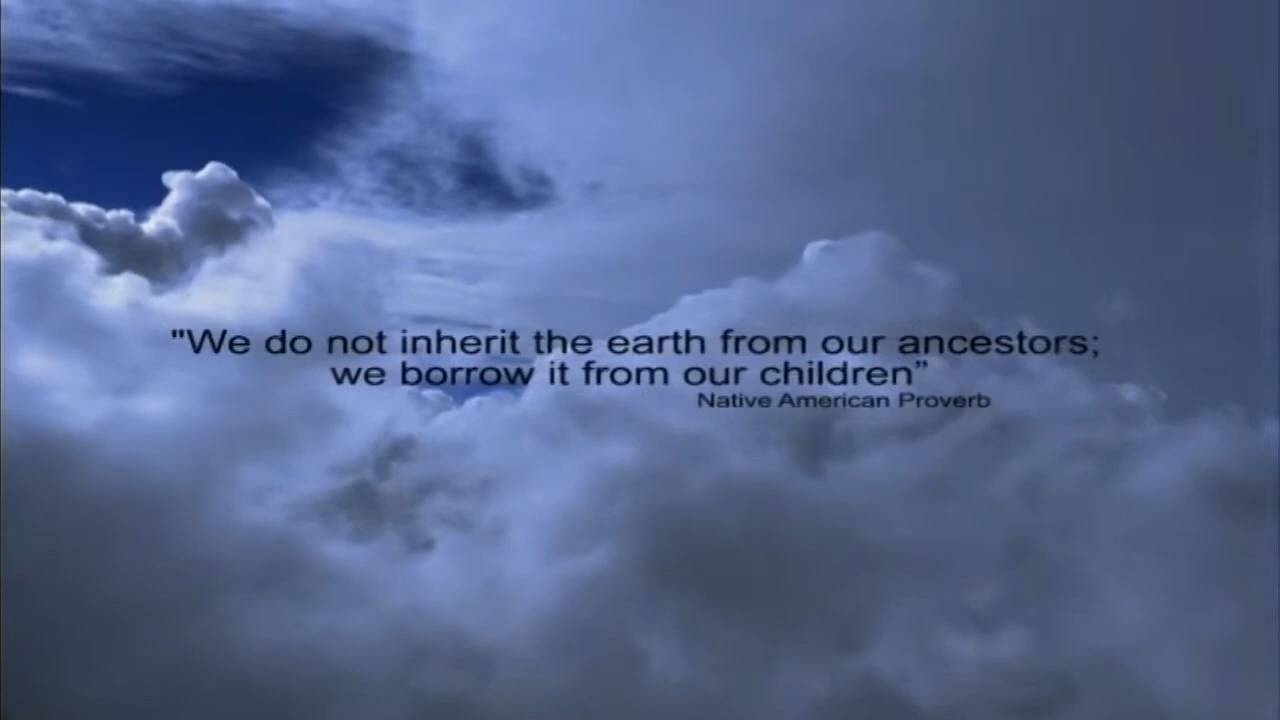 "We do not inherit the earth from our ancestors;
we borrow it from our children”
Native American Proverb